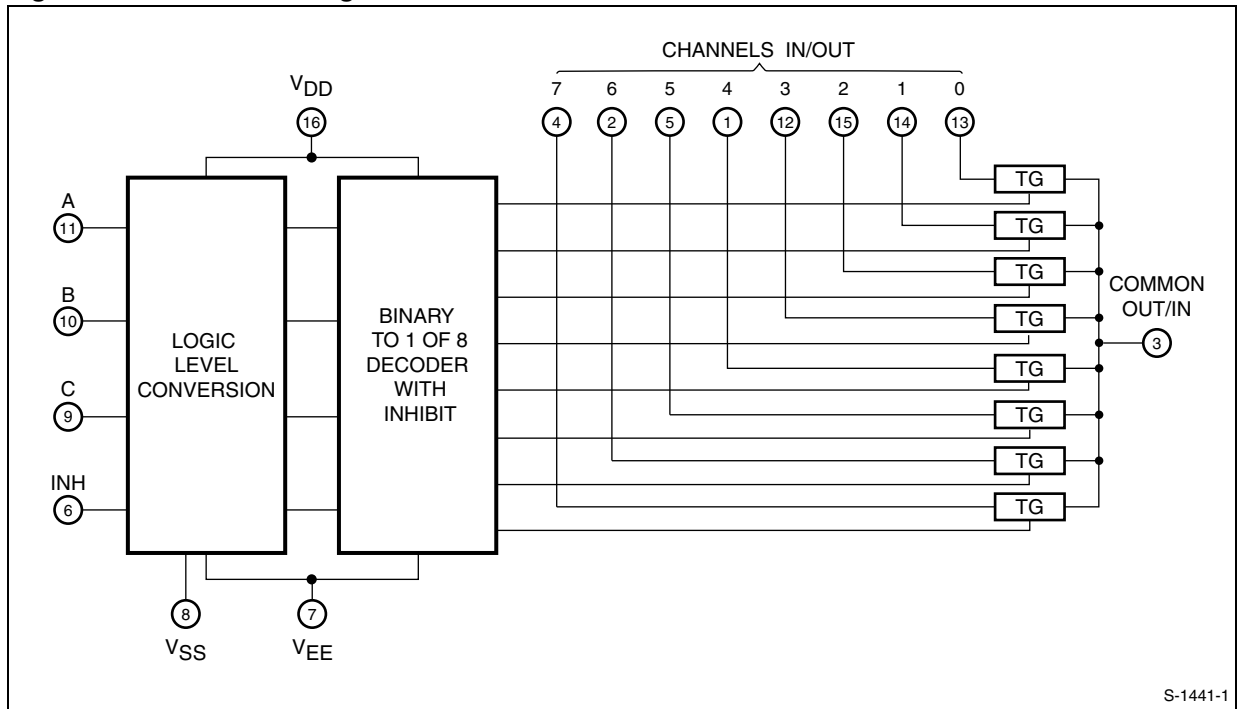 CHANNELS IN/OUT
7 6 5 4 3 2 1 0
4 2 5 1 12 15 14 13
VDD
16
A
11
B
10
C
9
INH
6
LOGIC
LEVEL
CONVERSION
BINARY
TO 1 OF 8
DECODER
WITH
INHIBIT
TG
TG
TG
TG
TG
TG
TG
TG
COMMON
OUT/IN
3
8
VSS
7
VEE
S-1441-1